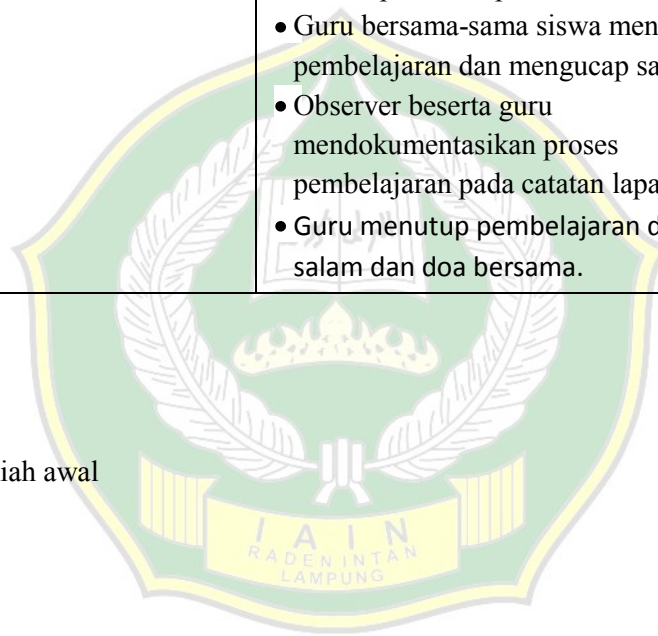 • Guru bersama-sama siswa men
pembelajaran dan mengucap sa
• Observer beserta guru
mendokumentasikan proses
pembelajaran pada catatan lapa
• Guru menutup pembelajaran d
salam dan doa bersama.
iah awal
IAIN
RADEN INTAN
LAMPUNG